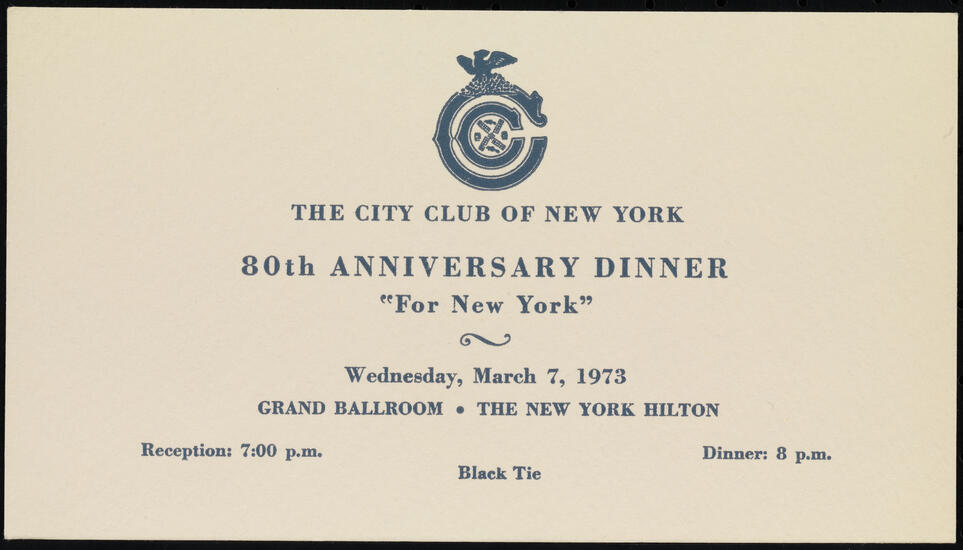 THE CITY CLUB OF NEW YORK
80th ANNIVERSARY DINNER
"For New York"
Wednesday, March 7, 1973
GRAND BALLROOM • THE NEW YORK HILTON
Reception: 7:00 p.m.
Dinner: 8 p.m.
Black Tie